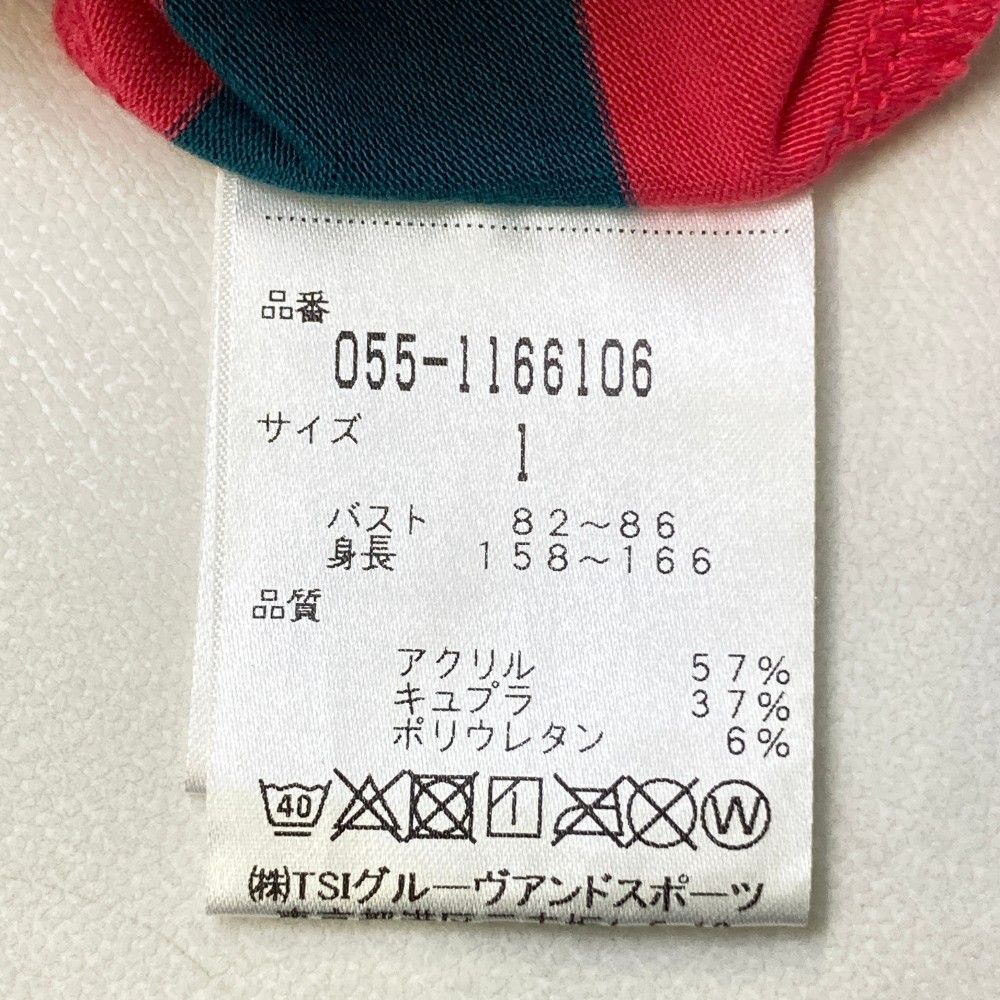 品番
055-1166106
サイズ
1
バスト 82～86
身長 158～166
品質
アクリル 57%
キュプラ 37%
ポリウレタン 6%
40 W
㈱TSIグルーヴアンドスポーツ